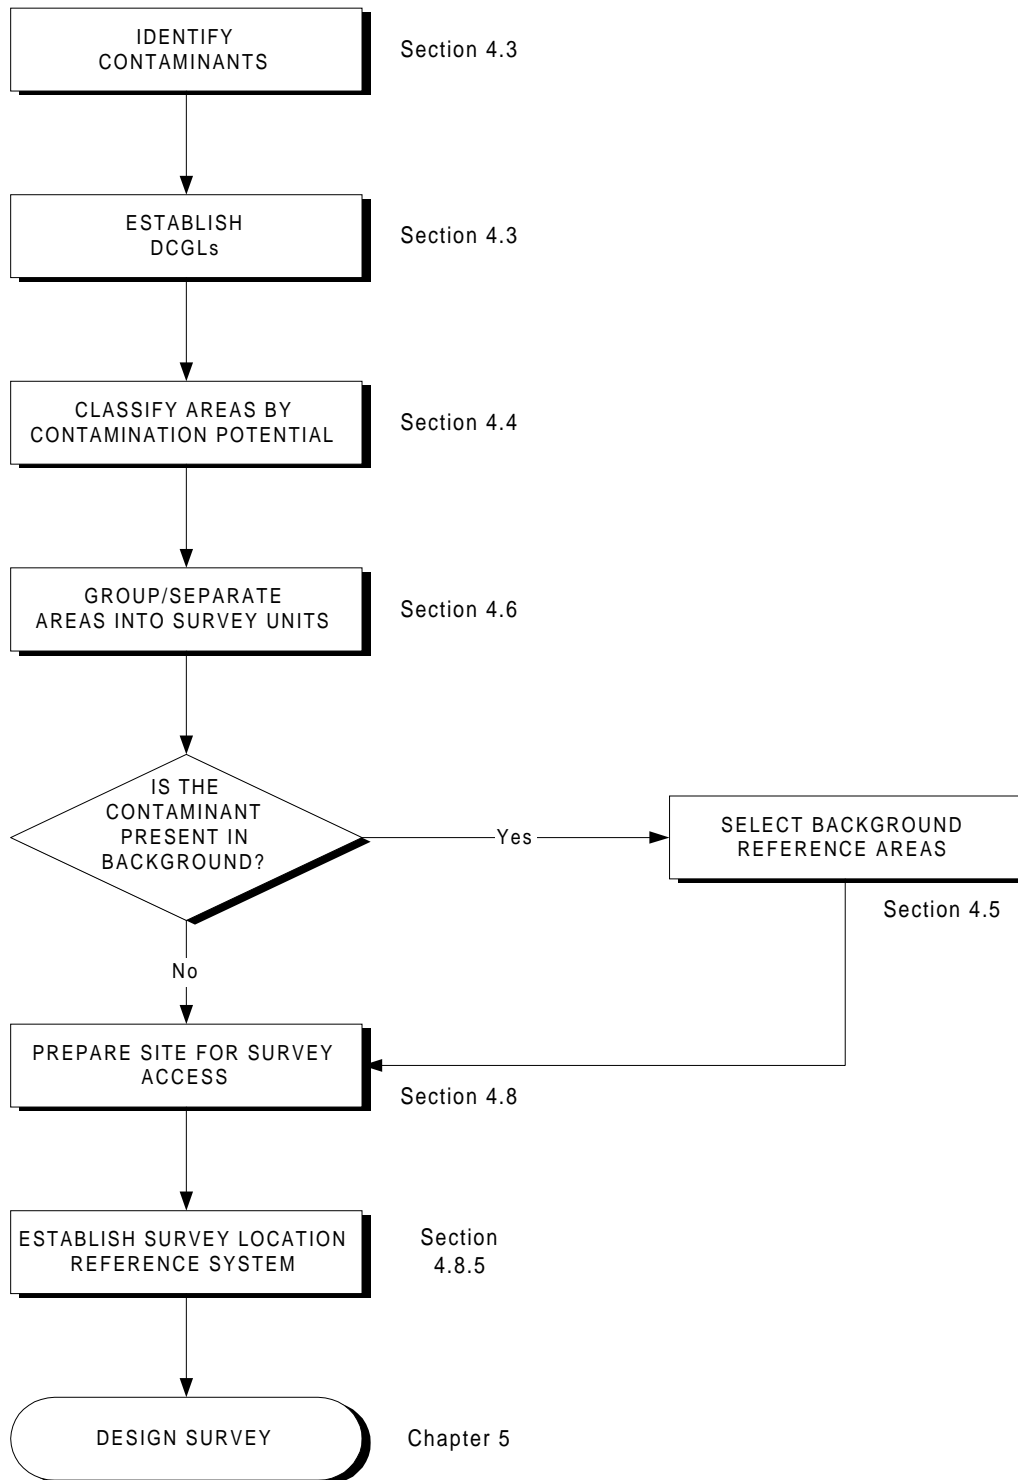 IDENTIFY
CONTAMINANTS
Section 4.3
ESTABLISH
DCGLs
Section 4.3
CLASSIFY AREAS BY
CONTAMINATION POTENTIAL
Section 4.4
GROUP/SEPARATE
AREAS INTO SURVEY UNITS
Section 4.6
IS THE
CONTAMINANT
PRESENT IN
BACKGROUND?
Yes
SELECT BACKGROUND
REFERENCE AREAS
Section 4.5
No
PREPARE SITE FOR SURVEY
ACCESS
Section 4.8
ESTABLISH SURVEY LOCATION
REFERENCE SYSTEM
Section
4.8.5
DESIGN SURVEY
Chapter 5